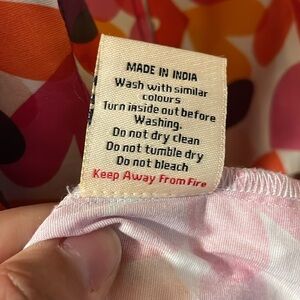 MADE IN INDIA
Wash with similar
colours
Turn inside out before
Washing.
Do not dry clean
Do not tumble dry
Do not bleach
Keep Away From Fire